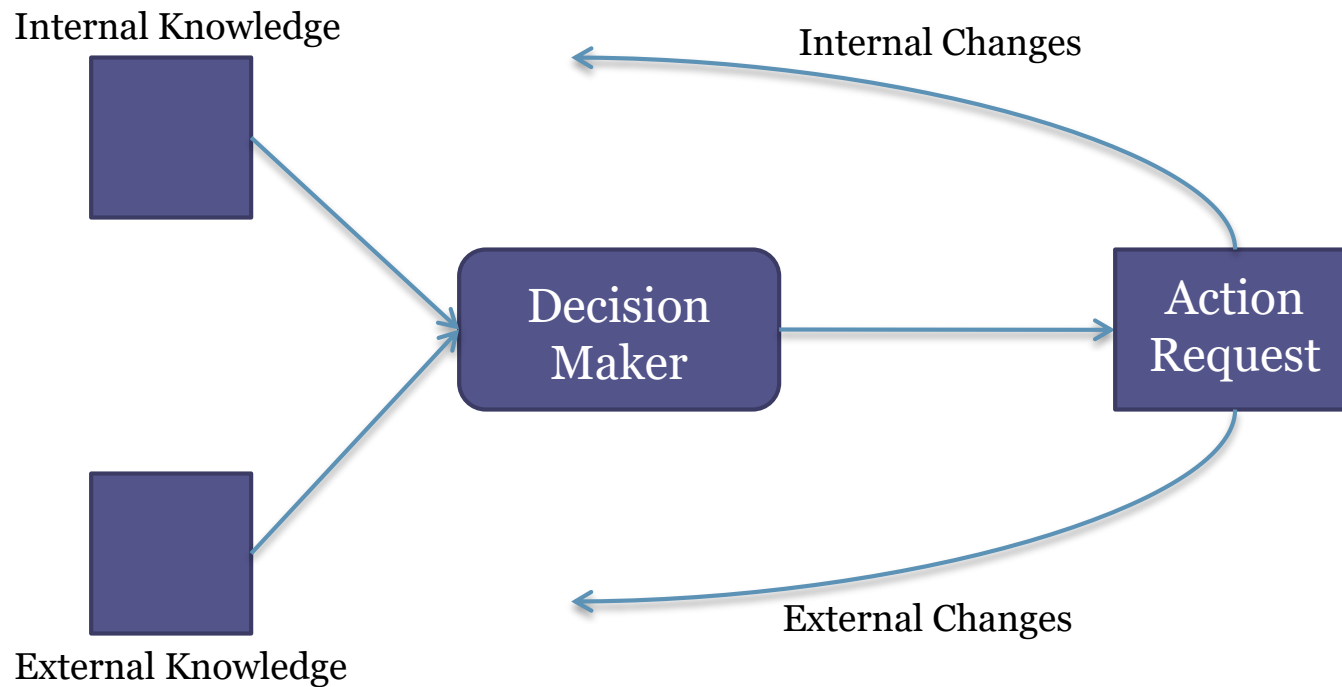 Internal Knowledge
Internal Changes
Decision
Maker
Action
Request
External Changes
External Knowledge